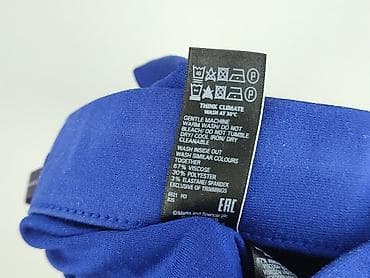 THINK CLIMATE
WASH AT 30°C
GENTLE MACHINE
WARM WASH/ DO NOT
BLEACH/ DO NOT TUMBLE
DRY/ COOL IRON/ DRY
CLEANABLE
WASH INSIDE OUT
WASH SIMILAR COLOURS
TOGETHER
67% VISCOSE
30% POLYESTER
3% ELASTANE/ SPANDEX
EXCLUSIVE OF TRIMMINGS
EAC
©Marks and Spencer plc